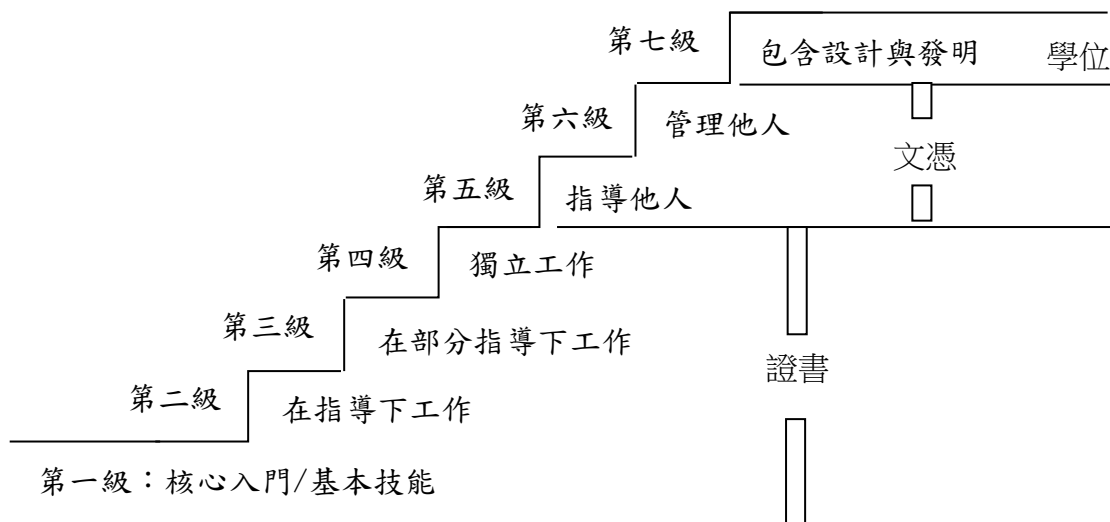 第七級
包含設計與發明
學位
第六級
管理他人
文憑
第五級
指導他人
第四級
獨立工作
第三級
在部分指導下工作
證書
第二級
在指導下工作
第一級：核心入門/基本技能